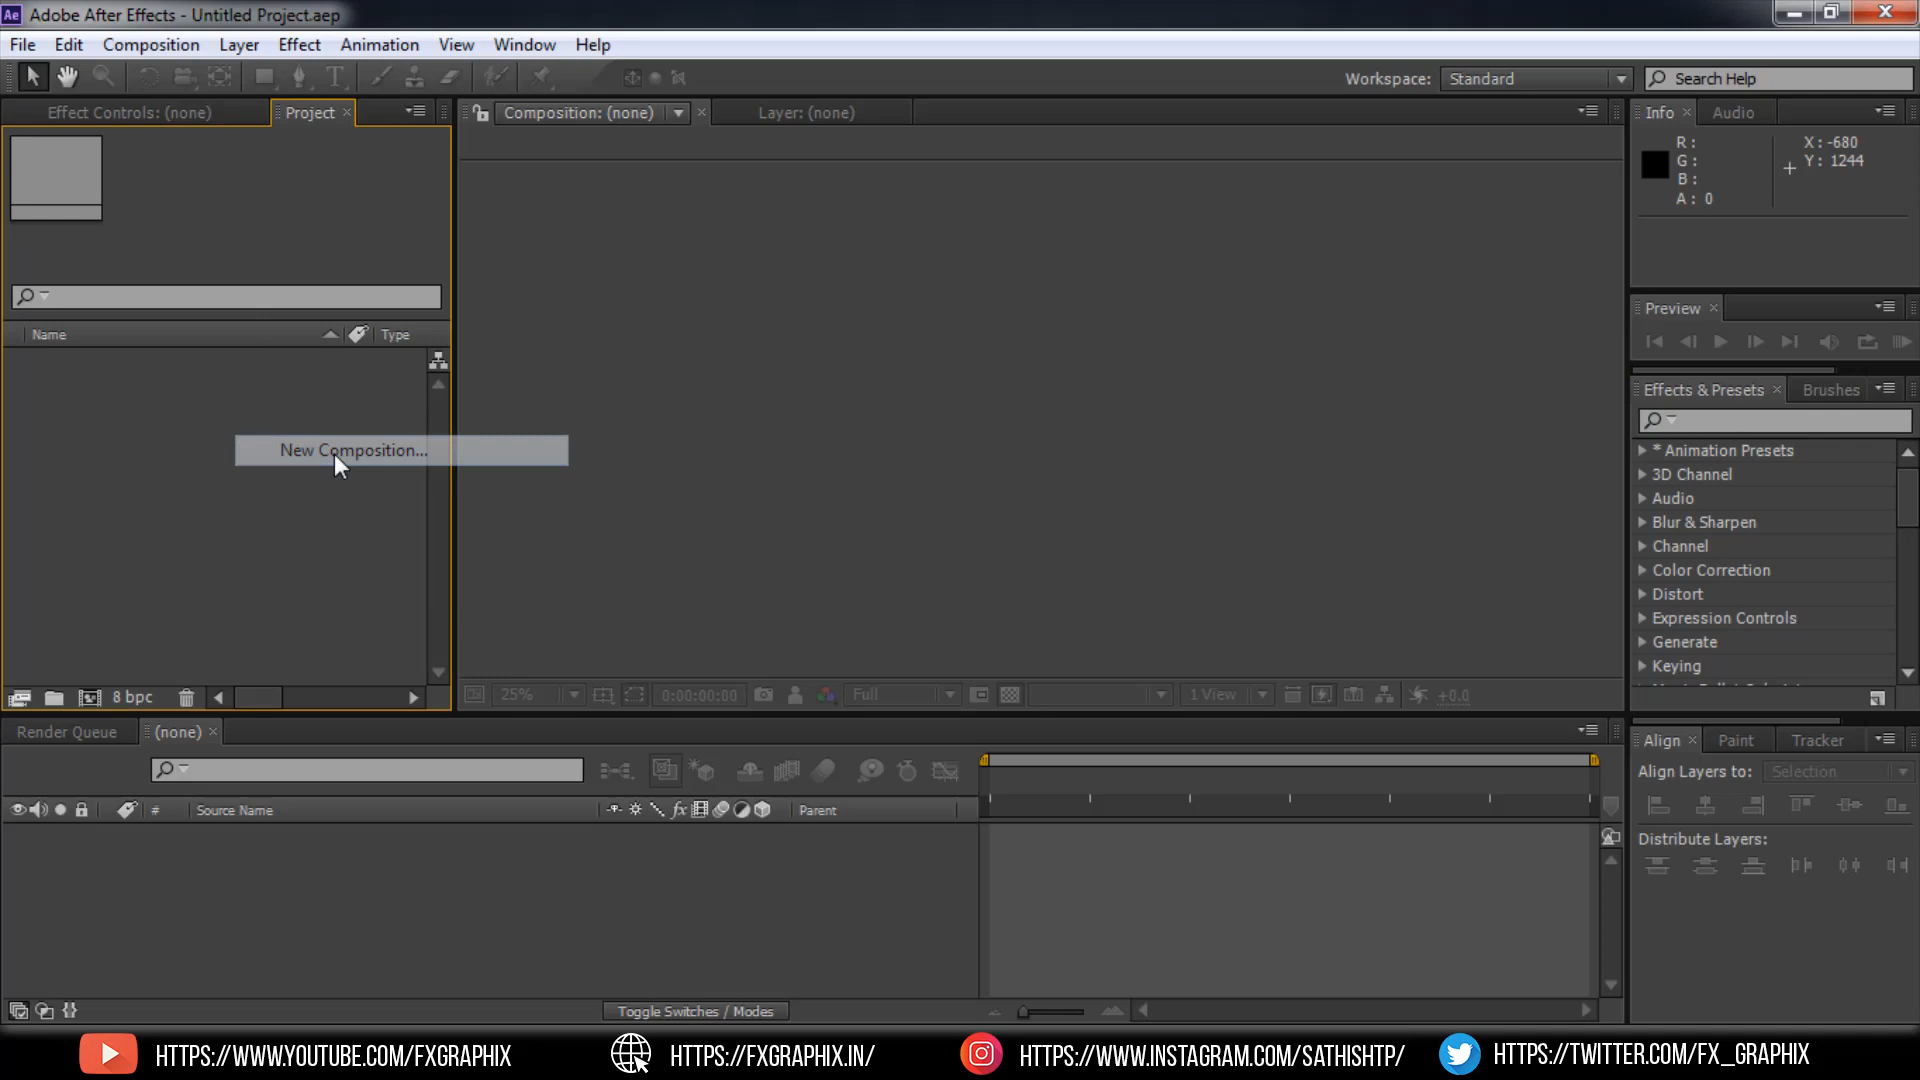 Ae Adobe After Effects - Untitled Project.aep
File Edit Composition Layer Effect Animation View Window Help
Workspace: Standard Search Help
Effect Controls: (none) Project Composition: (none) Layer: (none) Info Audio
R:
G:
B:
A: 0
X: -680
Y: 1244
Preview
Name Type
Effects & Presets Brushes
New Composition...
* Animation Presets
3D Channel
Audio
Blur & Sharpen
Channel
Color Correction
Distort
Expression Controls
Generate
Keying
8 bpc 25% 0:00:00:00 Full 1 View +0.0
Render Queue (none)
Align Paint Tracker
Align Layers to: Selection
# Source Name fx Parent
Distribute Layers:
Toggle Switches / Modes
HTTPS://WWW.YOUTUBE.COM/FXGRAPHIX HTTPS://FXGRAPHIX.IN/ HTTPS://WWW.INSTAGRAM.COM/SATHISHTP/ HTTPS://TWITTER.COM/FX_GRAPHIX